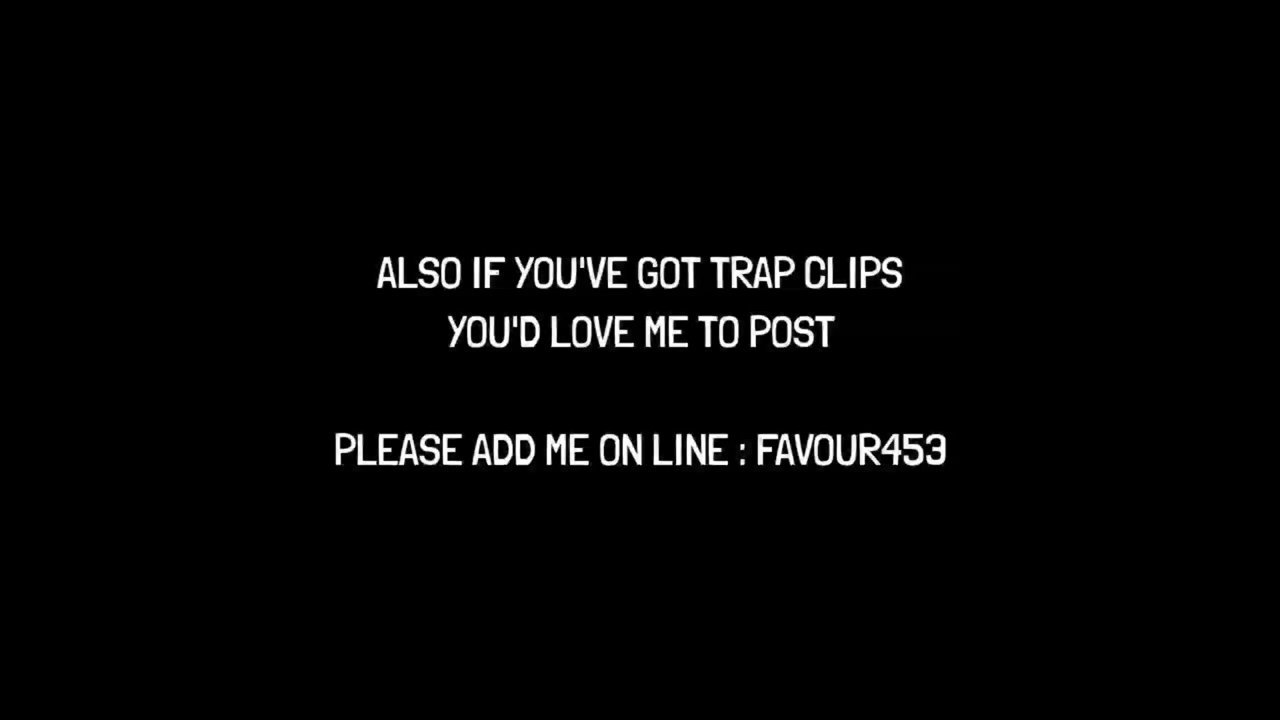 ALSO IF YOU'VE GOT TRAP CLIPS
YOU'D LOVE ME TO POST
PLEASE ADD ME ON LINE : FAVOUR453